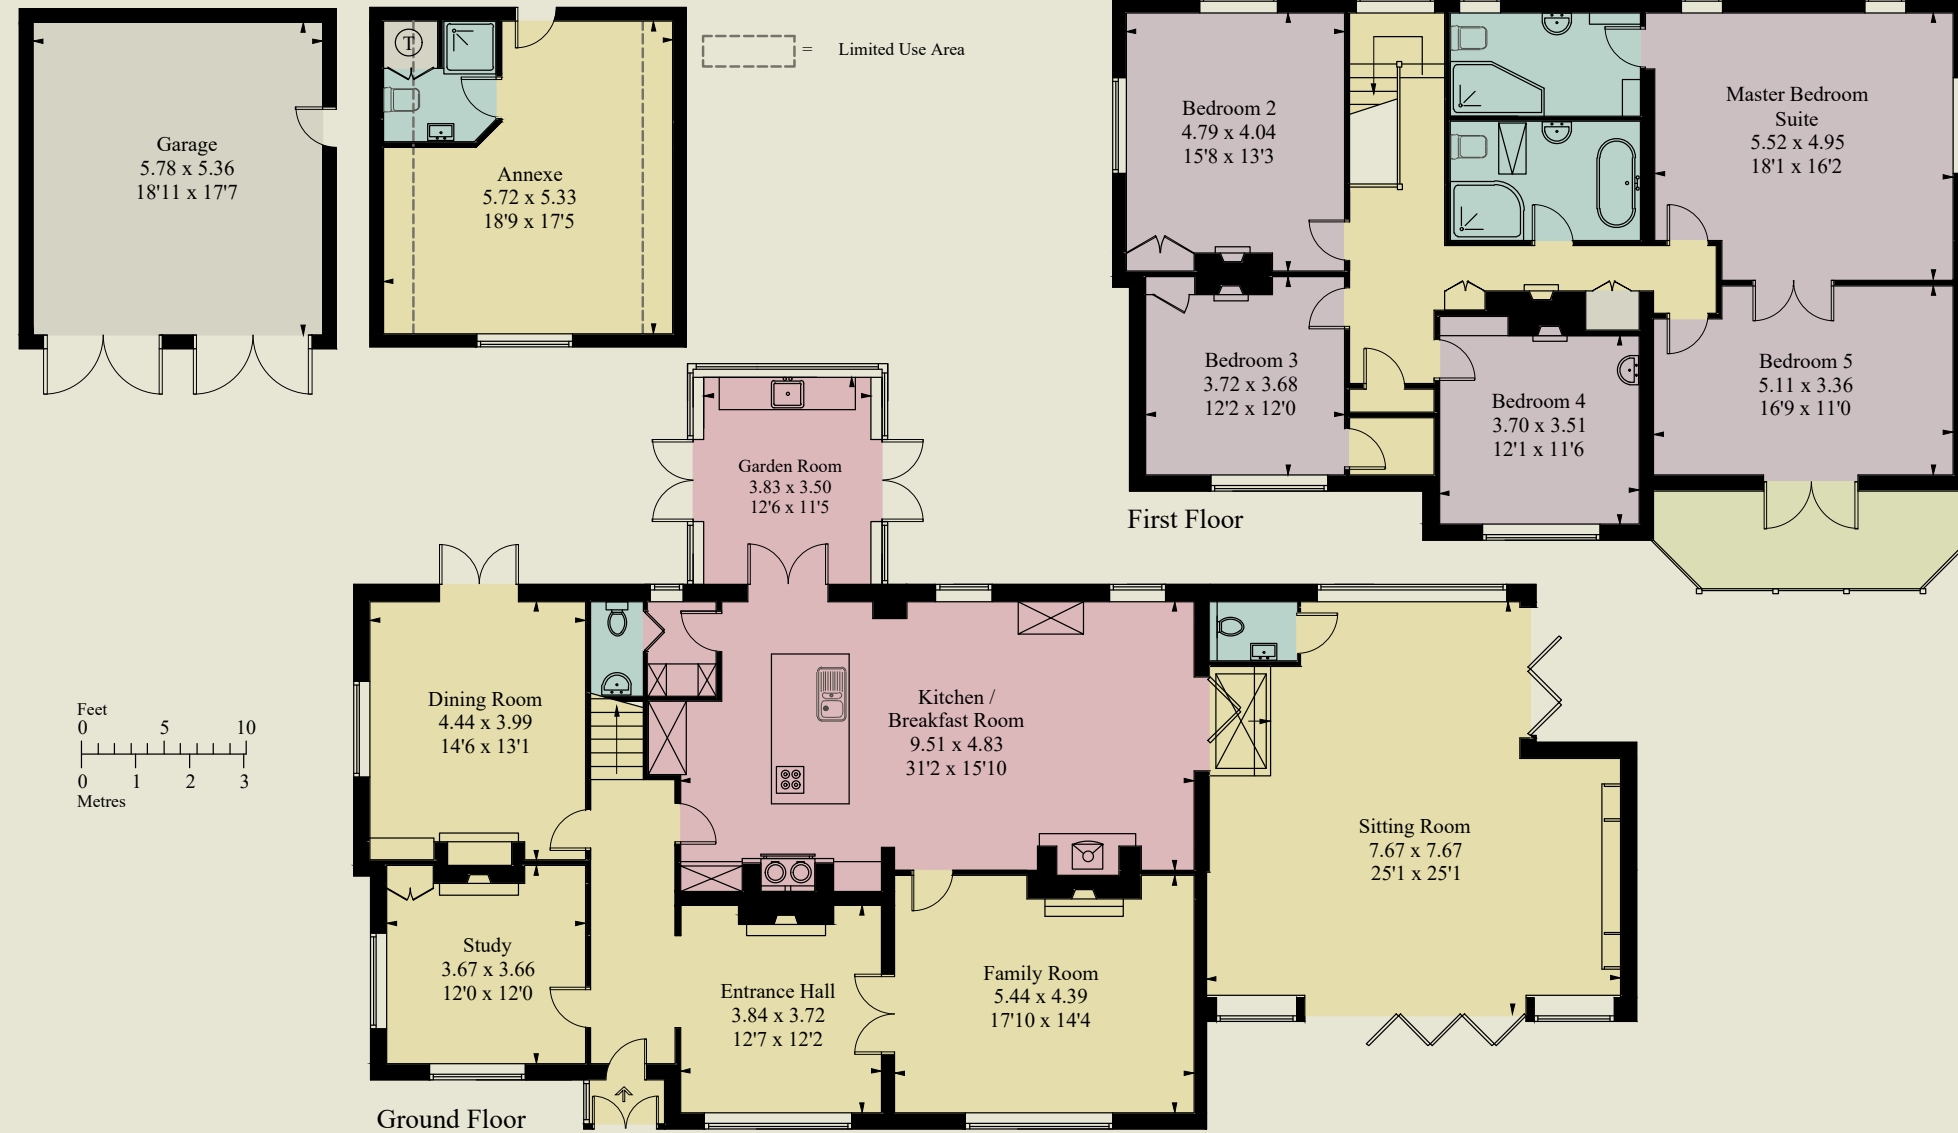 Garage
5.78 x 5.36
18'11 x 17'7
T
Annexe
5.72 x 5.33
18'9 x 17'5
= Limited Use Area
Bedroom 2
4.79 x 4.04
15'8 x 13'3
Master Bedroom
Suite
5.52 x 4.95
18'1 x 16'2
Bedroom 3
3.72 x 3.68
12'2 x 12'0
Bedroom 4
3.70 x 3.51
12'1 x 11'6
Bedroom 5
5.11 x 3.36
16'9 x 11'0
First Floor
Garden Room
3.83 x 3.50
12'6 x 11'5
Dining Room
4.44 x 3.99
14'6 x 13'1
Kitchen /
Breakfast Room
9.51 x 4.83
31'2 x 15'10
Feet
0 5 10
0 1 2 3
Metres
Sitting Room
7.67 x 7.67
25'1 x 25'1
Study
3.67 x 3.66
12'0 x 12'0
Entrance Hall
3.84 x 3.72
12'7 x 12'2
Family Room
5.44 x 4.39
17'10 x 14'4
Ground Floor